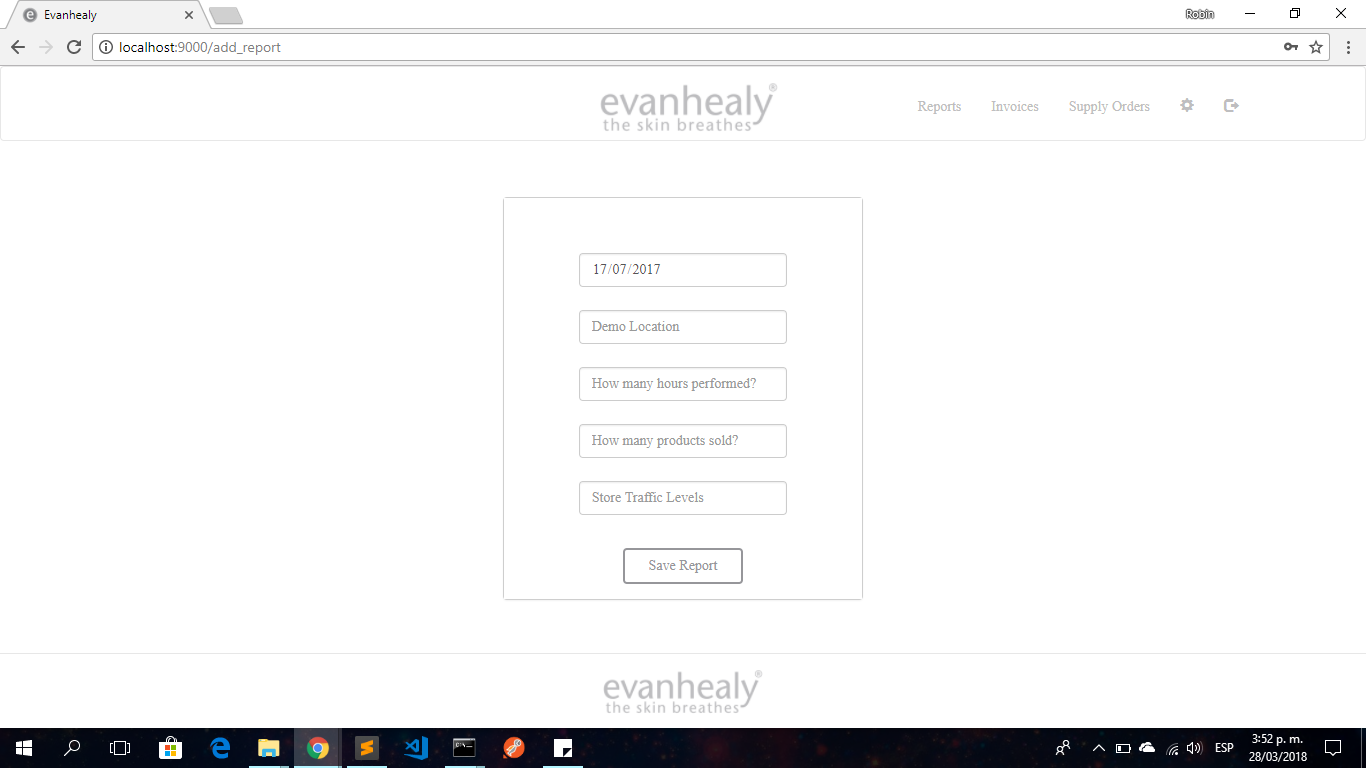 Evanhealy
Robin
localhost:9000/add_report
evanhealy®
the skin breathes
Reports
Invoices
Supply Orders
17/07/2017
Demo Location
How many hours performed?
How many products sold?
Store Traffic Levels
Save Report
evanhealy®
the skin breathes
ESP
3:52 p. m.
28/03/2018